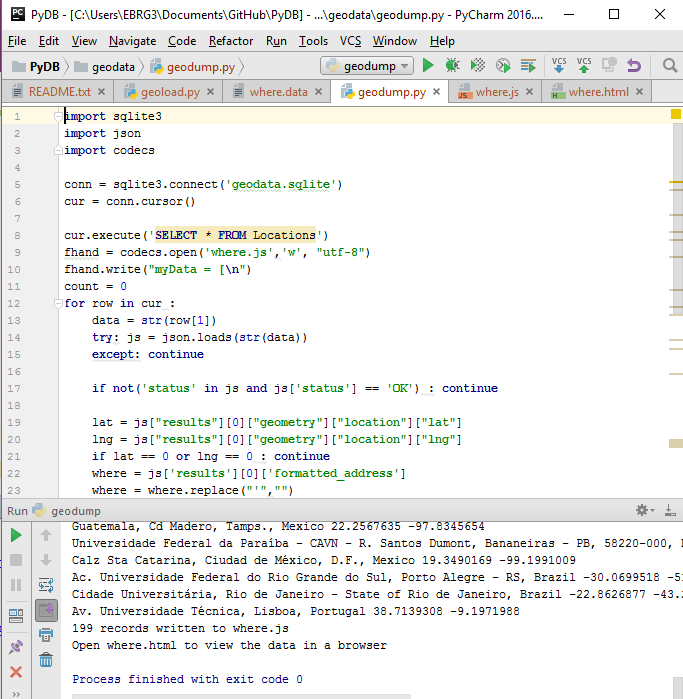 PyDB - [C:\Users\EBRG3\Documents\GitHub\PyDB] - ...\geodata\geodump.py - PyCharm 2016....
File Edit View Navigate Code Refactor Run Tools VCS Window Help
PyDB geodata geodump.py geodump VCS VCS
README.txt geoload.py where.data geodump.py where.js where.html
1 import sqlite3
2 import json
3 import codecs
4
5 conn = sqlite3.connect('geodata.sqlite')
6 cur = conn.cursor()
7
8 cur.execute('SELECT * FROM Locations')
9 fhand = codecs.open('where.js','w', "utf-8")
10 fhand.write("myData = [\n")
11 count = 0
12 for row in cur :
13     data = str(row[1])
14     try: js = json.loads(str(data))
15     except: continue
16
17     if not('status' in js and js['status'] == 'OK') : continue
18
19     lat = js["results"][0]["geometry"]["location"]["lat"]
20     lng = js["results"][0]["geometry"]["location"]["lng"]
21     if lat == 0 or lng == 0 : continue
22     where = js['results'][0]['formatted_address']
23     where = where.replace("'","")
Run geodump
Guatemala, Cd Madero, Tamps., Mexico 22.2567635 -97.8345654
Universidade Federal da Paraíba - CAVN - R. Santos Dumont, Bananeiras - PB, 58220-000,
Calz Sta Catarina, Ciudad de México, D.F., Mexico 19.3490169 -99.1991009
Ac. Universidade Federal do Rio Grande do Sul, Porto Alegre - RS, Brazil -30.0699518 -5
Cidade Universitária, Rio de Janeiro - State of Rio de Janeiro, Brazil -22.8626877 -43.
Av. Universidade Técnica, Lisboa, Portugal 38.7139308 -9.1971988
199 records written to where.js
Open where.html to view the data in a browser
Process finished with exit code 0